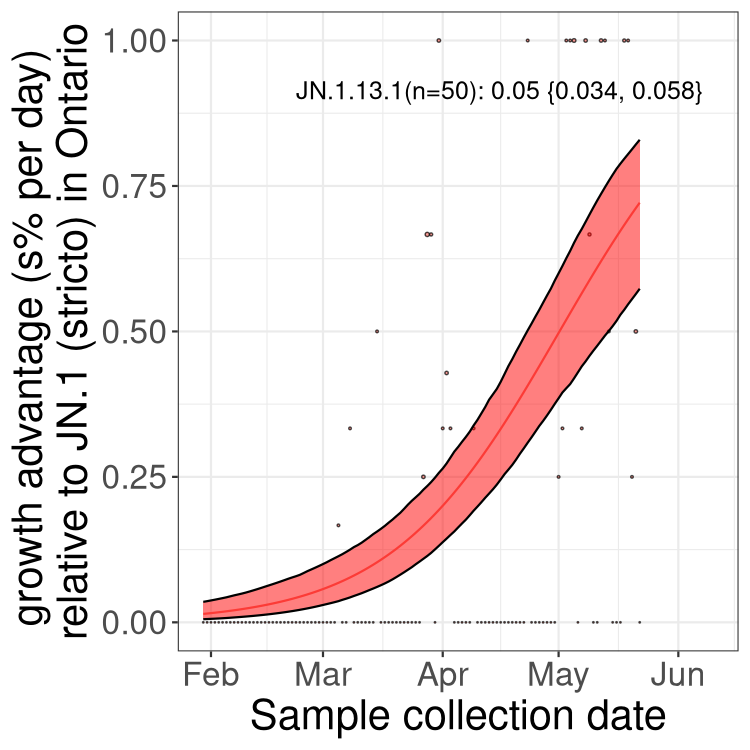 growth advantage (s% per day)
relative to JN.1 (stricto) in Ontario
1.00
0.75
0.50
0.25
0.00
JN.1.13.1(n=50): 0.05 {0.034, 0.058}
Feb Mar Apr May Jun
Sample collection date